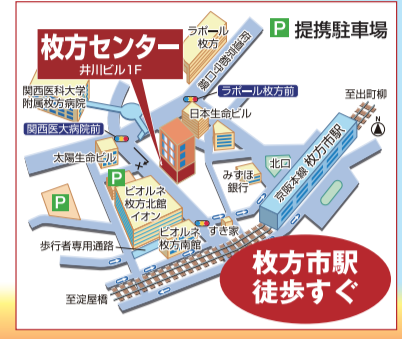 P 提携駐車場
ラポール
枚方
枚方センター
井川ビル1F
関西医科大学
附属枚方病院
関西医大病院前
ラポール枚方前
日本生命ビル
至出町柳
N
太陽生命ビル
北口
京阪本線 枚方市駅
みずほ
銀行
P
P
ビオルネ
枚方北館
イオン
すき家
ビオルネ
枚方南館
歩行者専用通路
至淀屋橋
枚方市駅
徒歩すぐ